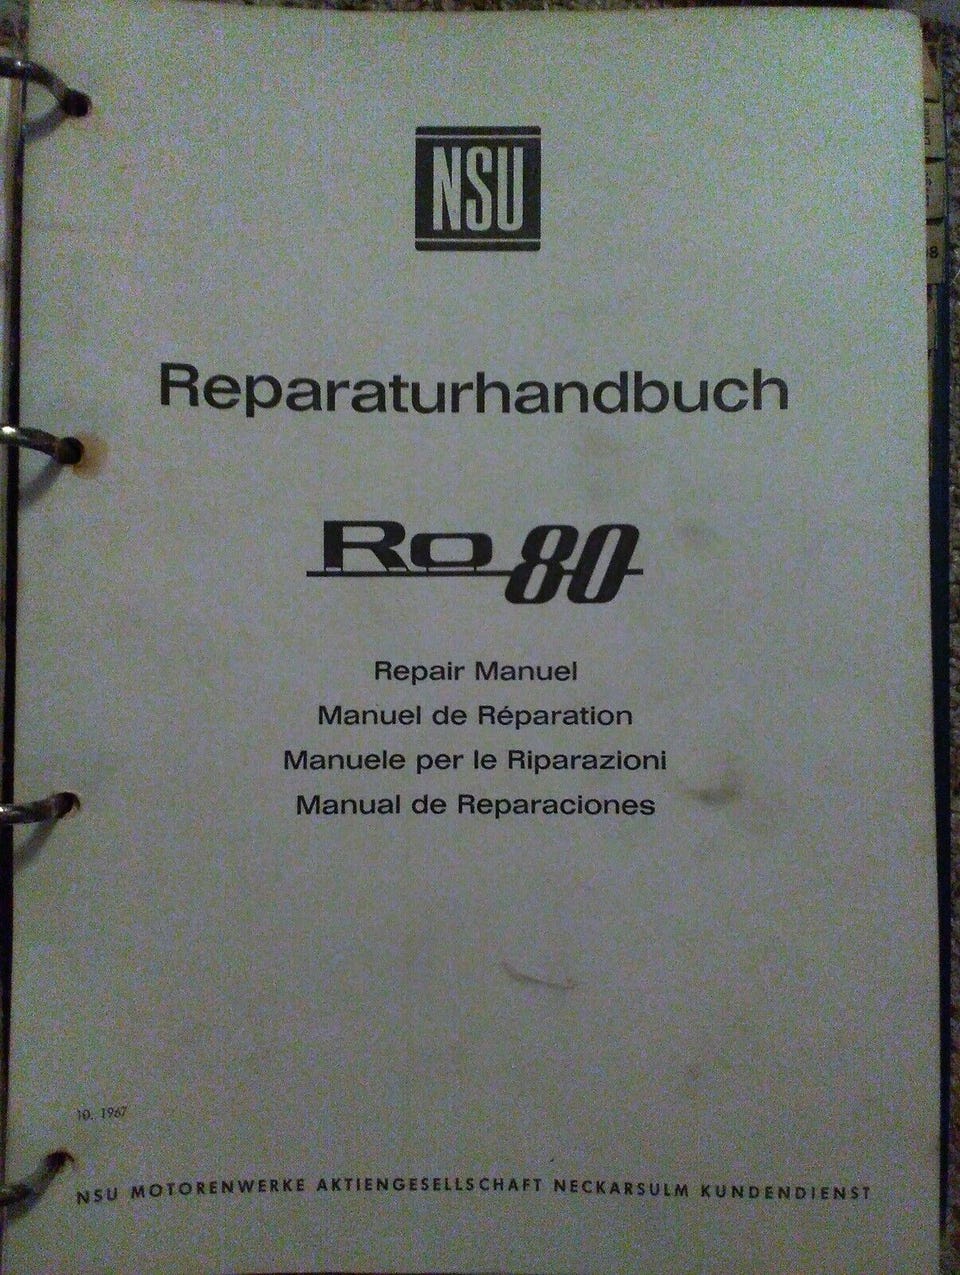 NSU
Reparaturhandbuch
Ro 80
Repair Manuel
Manuel de Réparation
Manuele per le Riparazioni
Manual de Reparaciones
10. 1967
NSU MOTORENWERKE AKTIENGESELLSCHAFT NECKARSULM KUNDENDIENST